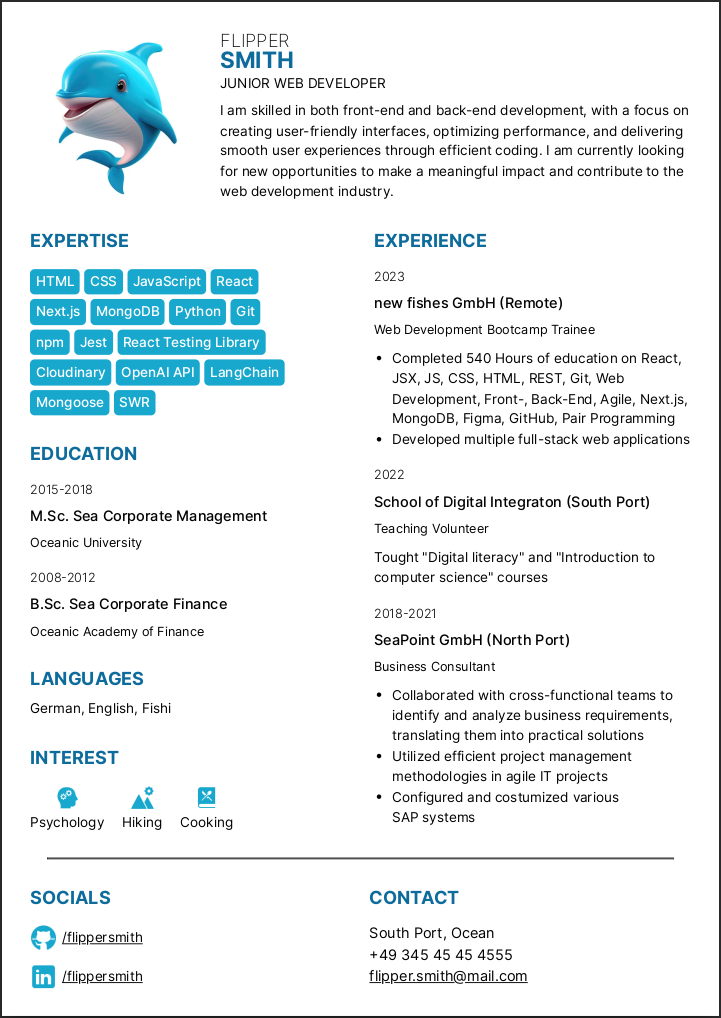 FLIPPER
SMITH
JUNIOR WEB DEVELOPER
I am skilled in both front-end and back-end development, with a focus on
creating user-friendly interfaces, optimizing performance, and delivering
smooth user experiences through efficient coding. I am currently looking
for new opportunities to make a meaningful impact and contribute to the
web development industry.
EXPERTISE
HTML CSS JavaScript React
Next.js MongoDB Python Git
npm Jest React Testing Library
Cloudinary OpenAI API LangChain
Mongoose SWR
EDUCATION
2015-2018
M.Sc. Sea Corporate Management
Oceanic University
2008-2012
B.Sc. Sea Corporate Finance
Oceanic Academy of Finance
LANGUAGES
German, English, Fishi
INTEREST
Psychology Hiking Cooking
EXPERIENCE
2023
new fishes GmbH (Remote)
Web Development Bootcamp Trainee
• Completed 540 Hours of education on React,
JSX, JS, CSS, HTML, REST, Git, Web
Development, Front-, Back-End, Agile, Next.js,
MongoDB, Figma, GitHub, Pair Programming
• Developed multiple full-stack web applications
2022
School of Digital Integraton (South Port)
Teaching Volunteer
Tought "Digital literacy" and "Introduction to
computer science" courses
2018-2021
SeaPoint GmbH (North Port)
Business Consultant
• Collaborated with cross-functional teams to
identify and analyze business requirements,
translating them into practical solutions
• Utilized efficient project management
methodologies in agile IT projects
• Configured and costumized various
SAP systems
SOCIALS
/flippersmith
in /flippersmith
CONTACT
South Port, Ocean
+49 345 45 45 4555
flipper.smith@mail.com